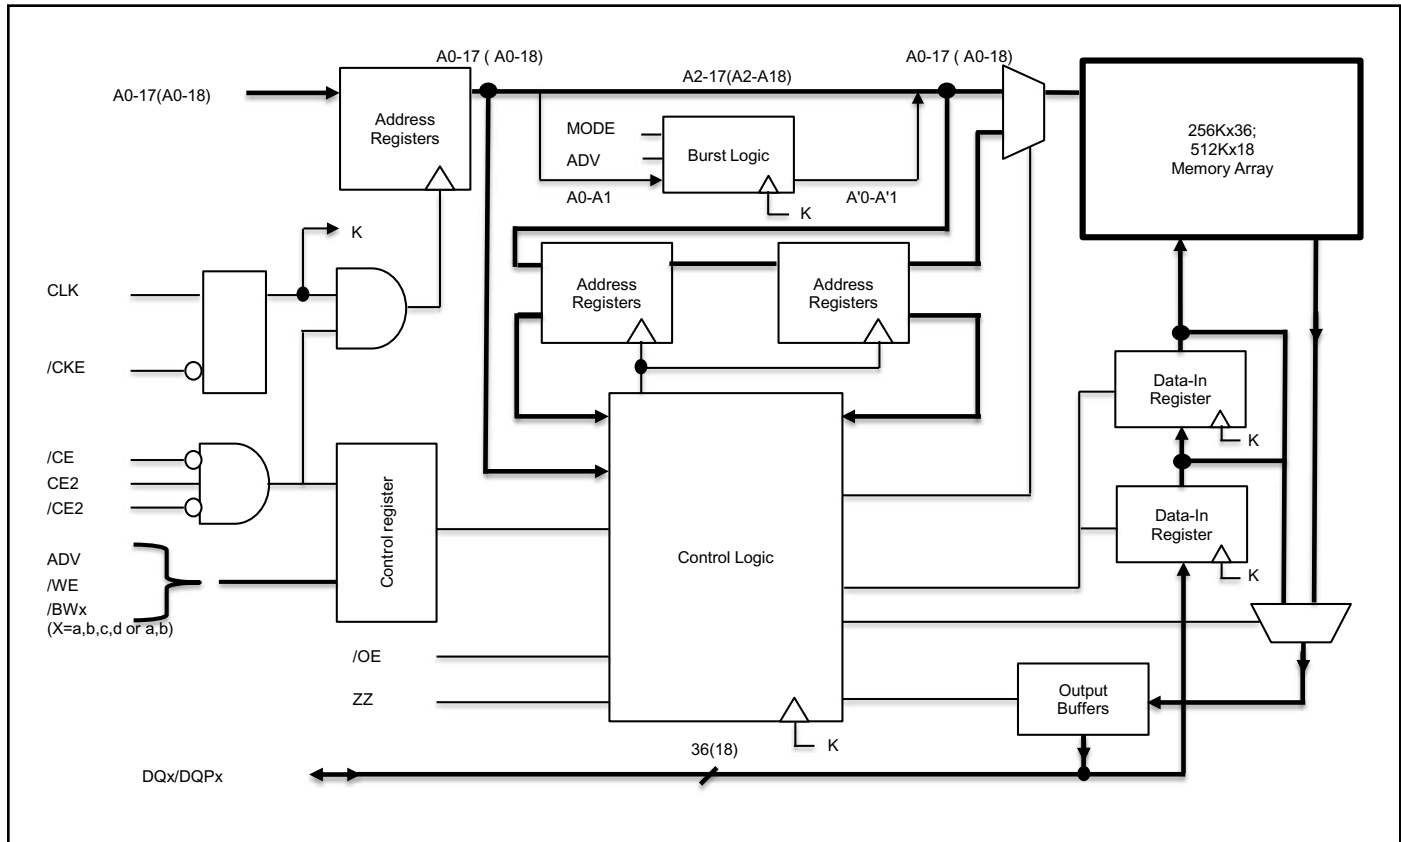 A0-17 ( A0-18)
A0-17 ( A0-18)
A2-17(A2-A18)
A0-17(A0-18)
Address
Registers
MODE
ADV
Burst Logic
A0-A1
A'0-A'1
K
256Kx36;
512Kx18
Memory Array
K
CLK
/CKE
Address
Registers
Address
Registers
Data-In
Register
K
/CE
CE2
/CE2
ADV
/WE
/BWx
(X=a,b,c,d or a,b)
Control register
Control Logic
Data-In
Register
K
/OE
ZZ
Output
Buffers
K
36(18)
DQx/DQPx